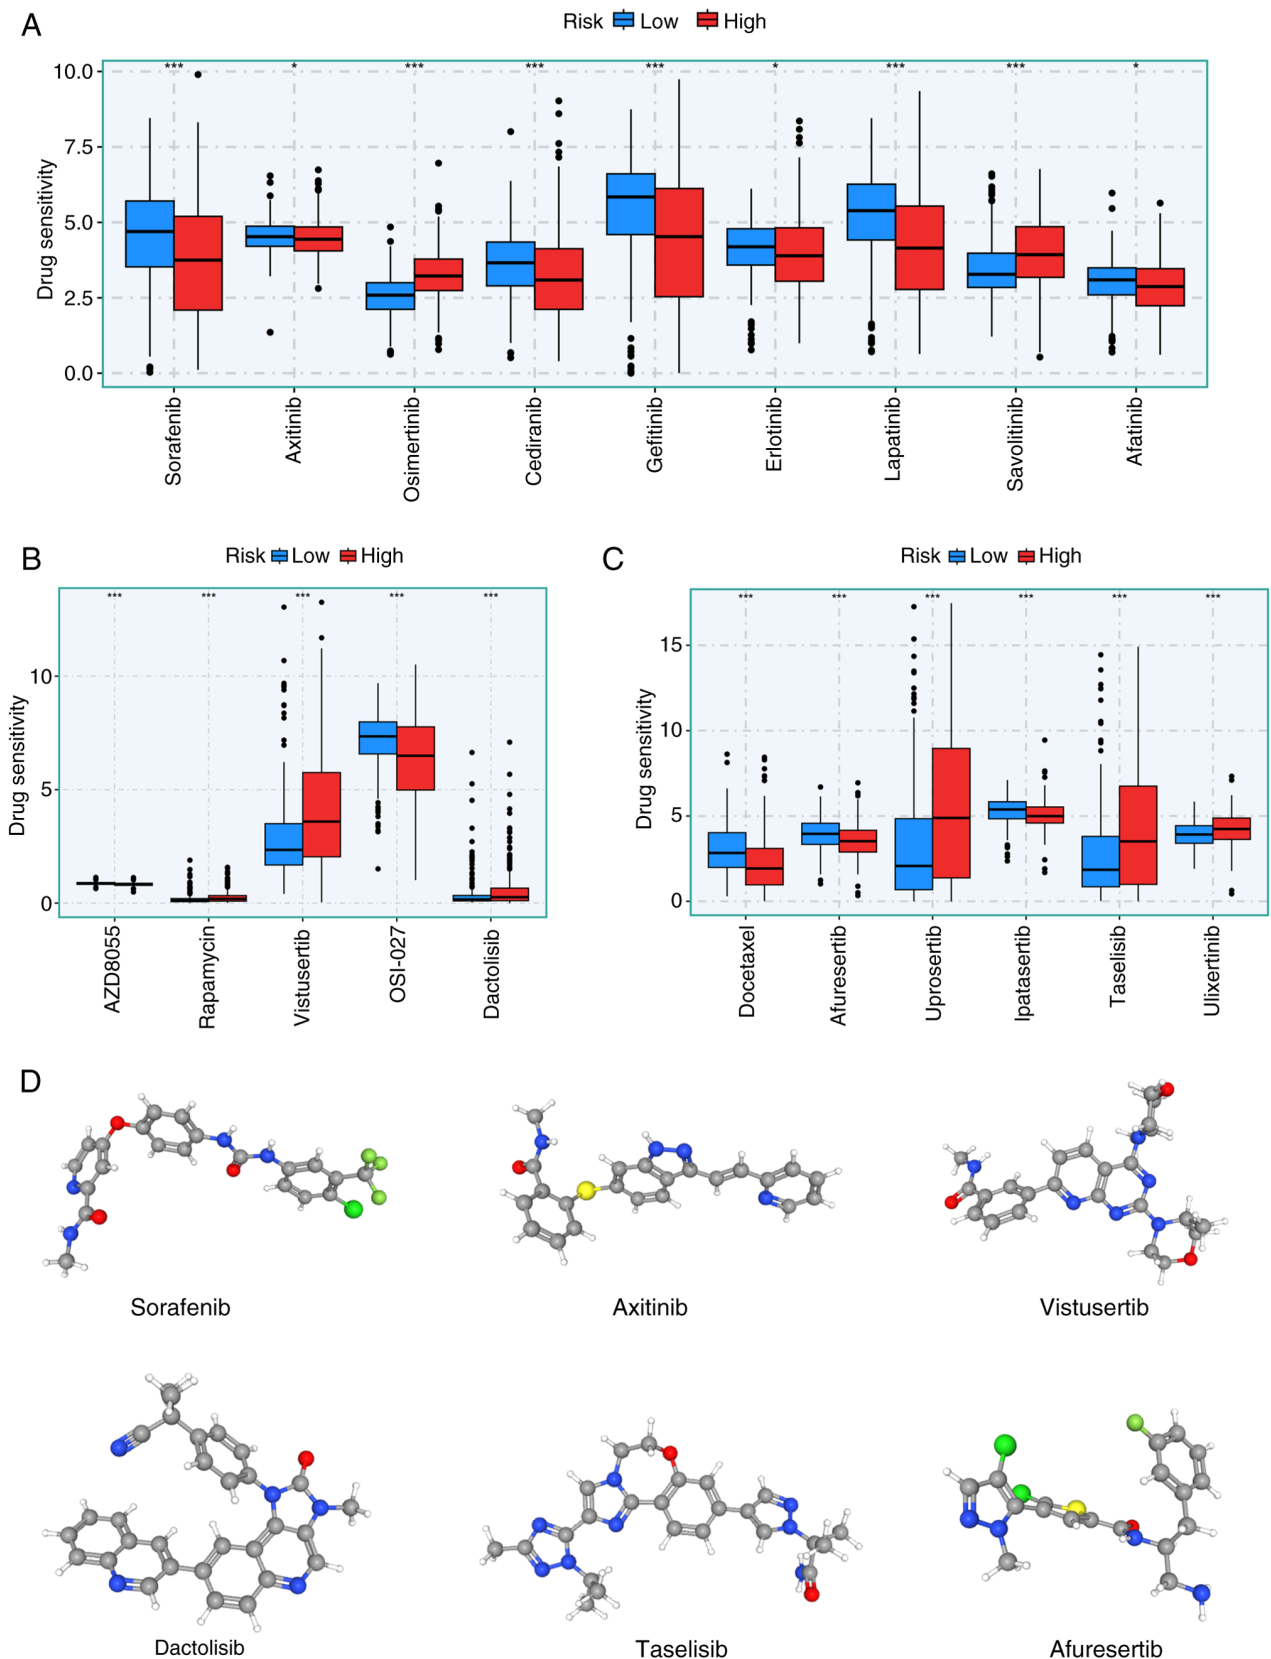 A
Risk Low High
*** * *** *** *** * *** *** *
10.0
7.5
5.0
2.5
0.0
Drug sensitivity
Sorafenib
Axitinib
Osimertinib
Cediranib
Gefitinib
Erlotinib
Lapatinib
Savolitinib
Afatinib
B
Risk Low High
*** *** *** *** ***
10
5
0
Drug sensitivity
AZD8055
Rapamycin
Vistusertib
OSI-027
Dactolisib
C
Risk Low High
*** *** *** *** *** ***
15
10
5
0
Drug sensitivity
Docetaxel
Afuresertib
Uprosertib
Ipatasertib
Taselisib
Ulixertinib
D
Sorafenib
Axitinib
Vistusertib
Dactolisib
Taselisib
Afuresertib